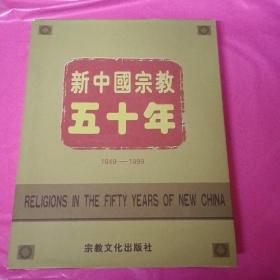 新中國宗教
五十年
1949—1999
RELIGIONS IN THE FIFTY YEARS OF NEW CHINA
宗教文化出版社